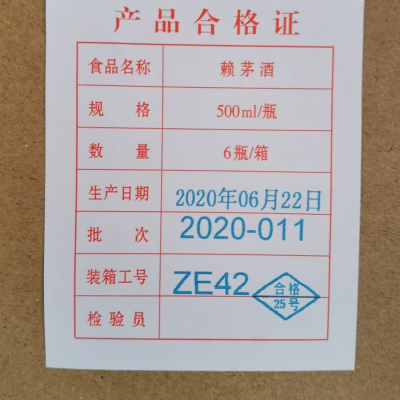 产品合格证
食品名称 赖茅酒
规格 500ml/瓶
数量 6瓶/箱
生产日期 2020年06月22日
批次 2020-011
装箱工号 ZE42
检验员 合格
25号